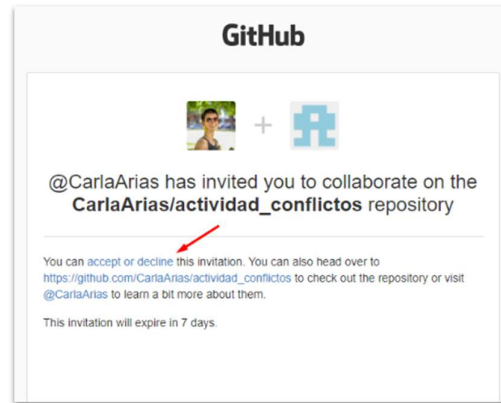 GitHub
@CarlaArias has invited you to collaborate on the
CarlaArias/actividad_conflictos repository
You can accept or decline this invitation. You can also head over to
https://github.com/CarlaArias/actividad_conflictos to check out the repository or visit
@CarlaArias to learn a bit more about them.
This invitation will expire in 7 days.